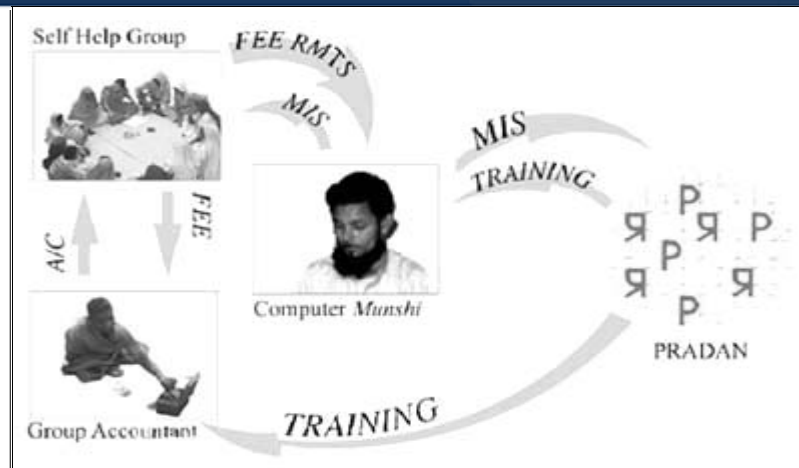 Self Help Group
FEE RMTS
MIS
MIS
TRAINING
FEE
A/C
Computer Munshi
P
R P R P
P
R R
P
PRADAN
Group Accountant
TRAINING